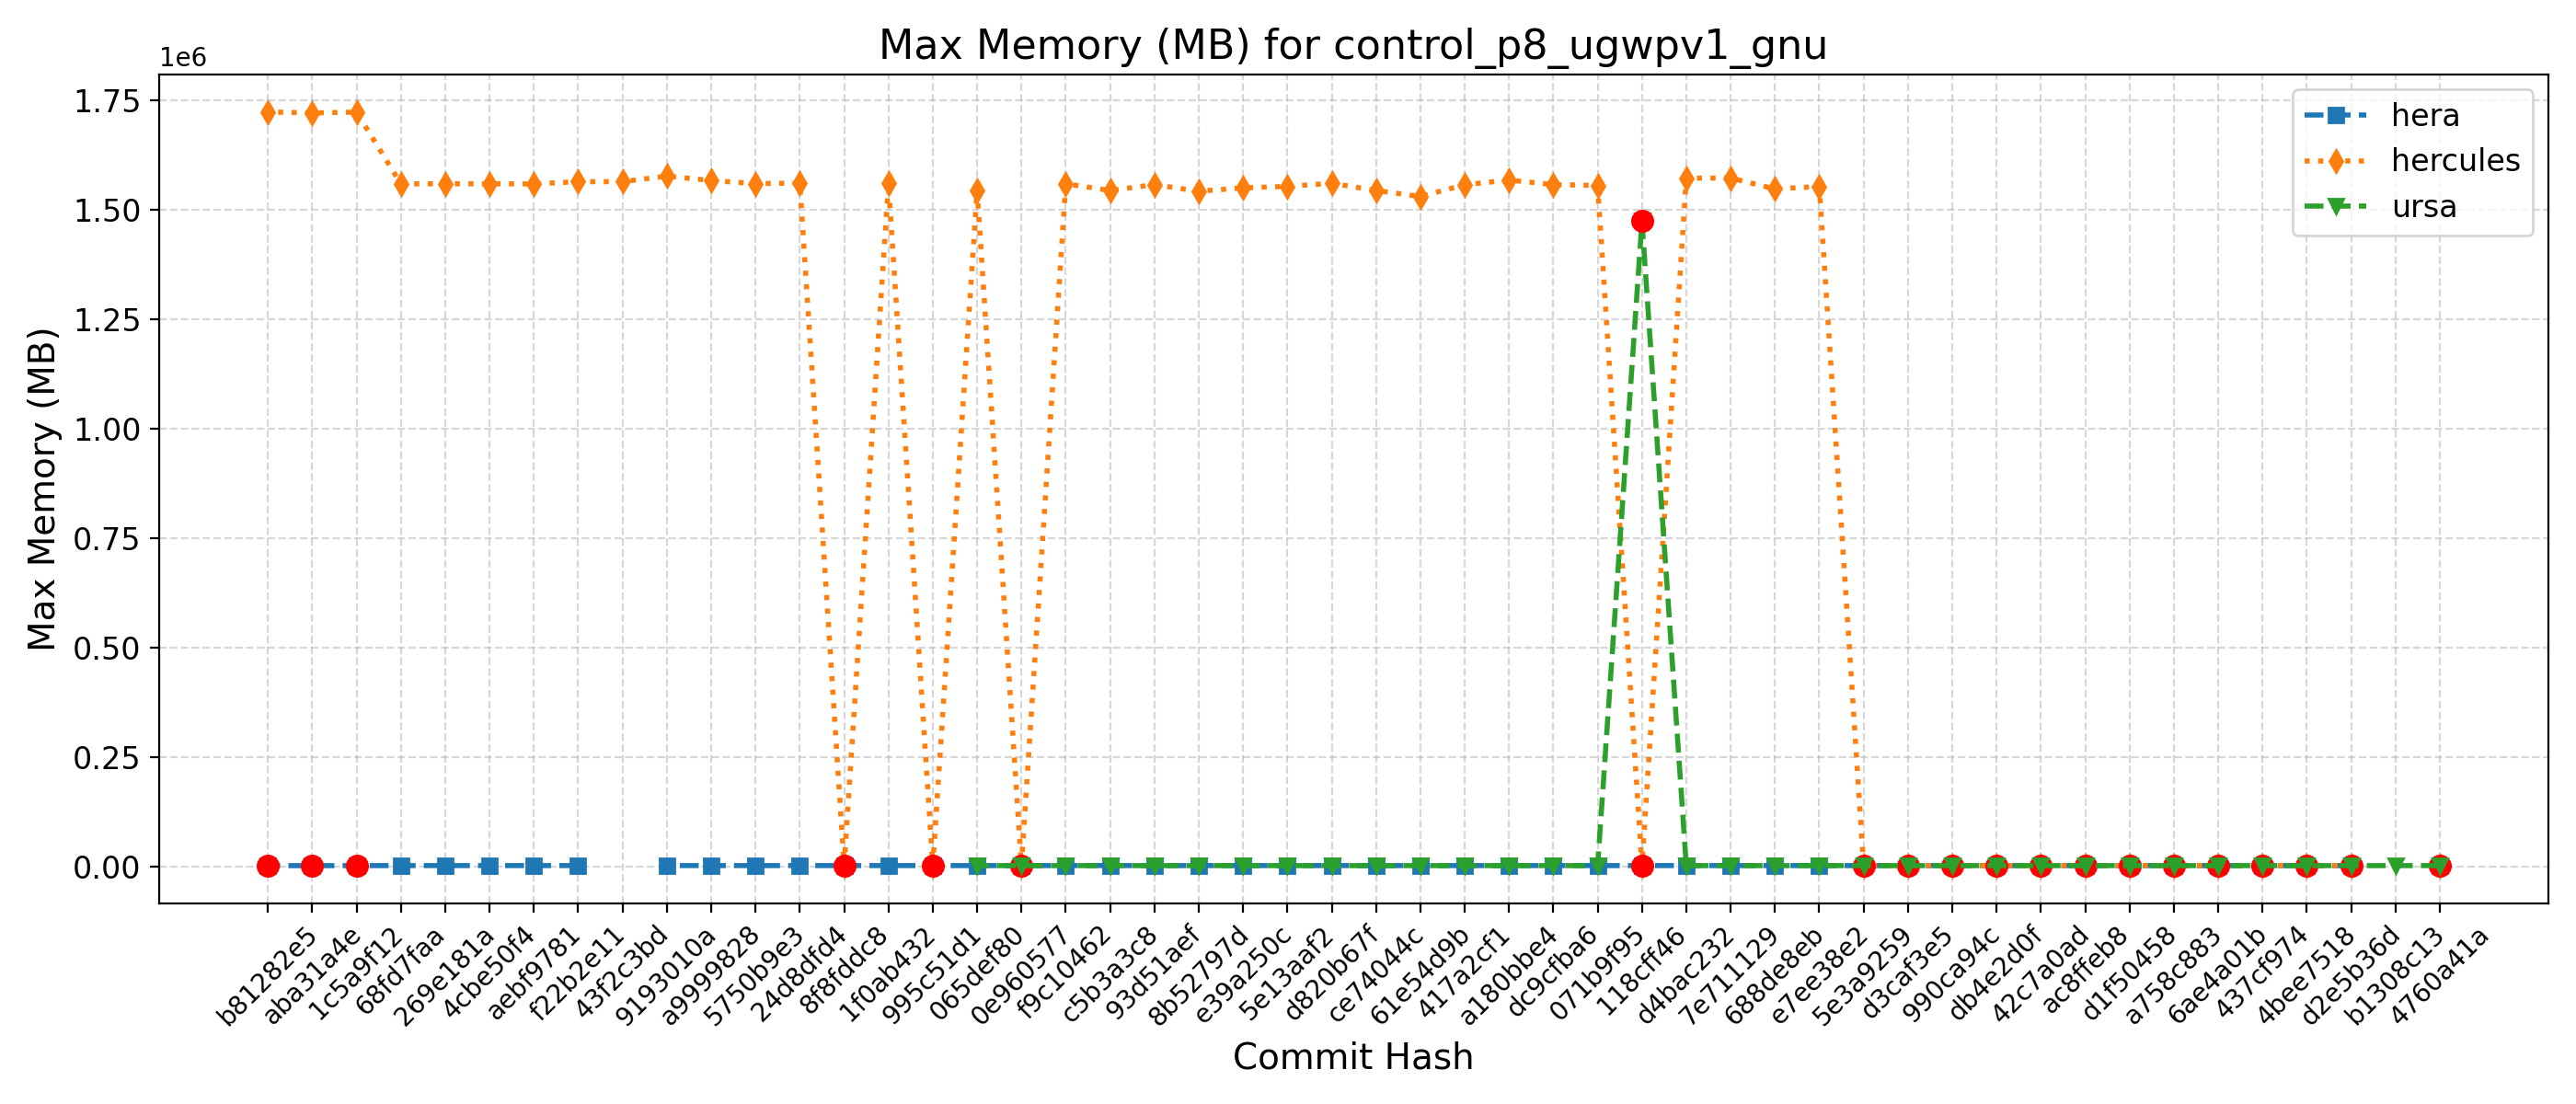 Max Memory (MB) for control_p8_ugwpv1_gnu
1e6
1.75
1.50
1.25
1.00
0.75
0.50
0.25
0.00
Max Memory (MB)
hera
hercules
ursa
b81282e5
aba31a4e
1c5a9f12
68fd7faa
269e181a
4cbe50f4
aebf9781
f22b2e11
43f2c3bd
9193010a
a9999828
5750b9e3
24d8dfd4
8f8fddc8
1f0ab432
995c51d1
065def80
0e960577
f9c10462
c5b3a3c8
93d51aef
8b52797d
e39a250c
5e13aaf2
d820b67f
ce74044c
61e54d9b
417a2cf1
a180bbe4
dc9cfba6
071b9f95
118cff46
d4bac232
7e711129
688de8eb
e7ee38e2
5e3a9259
d3caf3e5
990ca94c
db4e2d0f
42c7a0ad
ac8ffeb8
d1f50458
a758c883
6ae4a01b
437cf974
4bee7518
d2e5b36d
b1308c13
4760a41a
Commit Hash